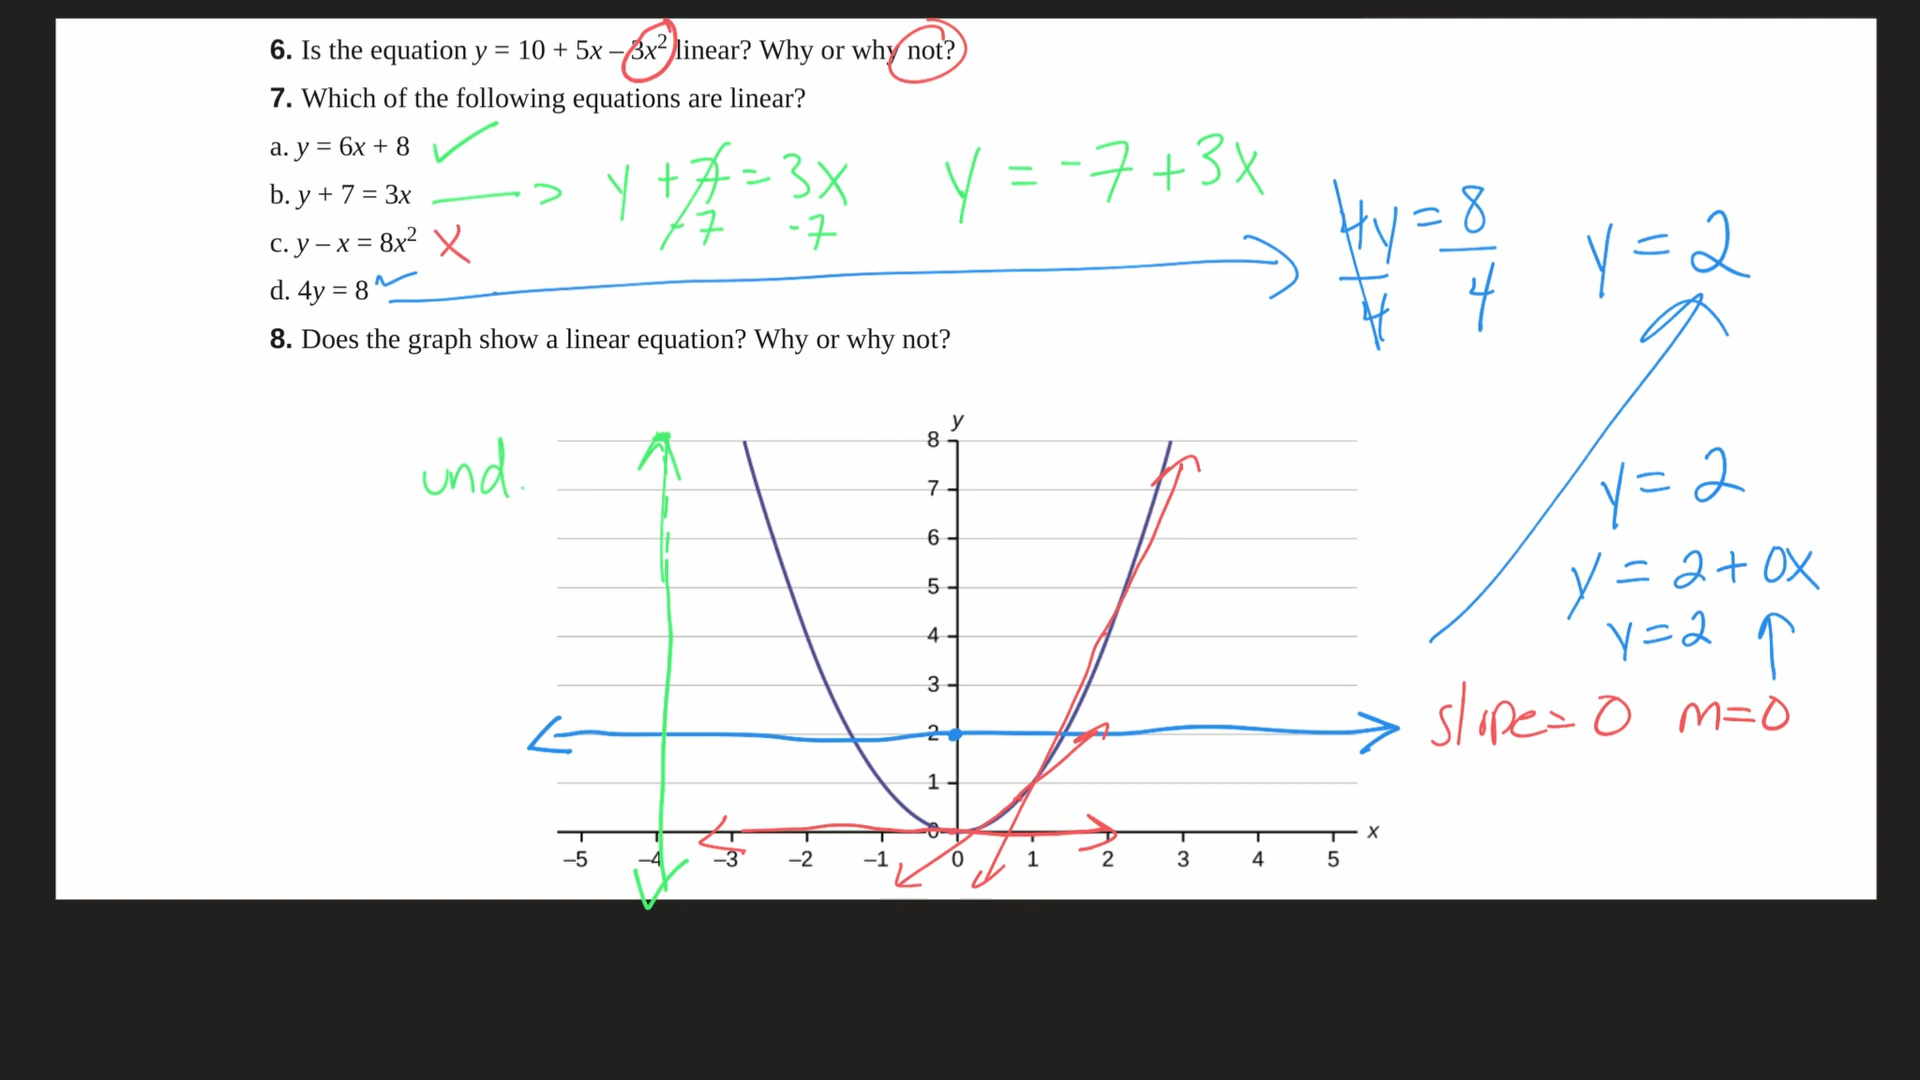 6. Is the equation y = 10 + 5x – 3x² linear? Why or why not?
7. Which of the following equations are linear?
a. y = 6x + 8
b. y + 7 = 3x
y + 7 = 3x
-7 -7
y = -7 + 3x
c. y – x = 8x²
d. 4y = 8
4y = 8
4 4
y = 2
8. Does the graph show a linear equation? Why or why not?
und.
y
8
7
6
5
4
3
2
1
0
x
–5 –4 –3 –2 –1 0 1 2 3 4 5
y = 2
y = 2 + 0x
y = 2
slope = 0 m = 0